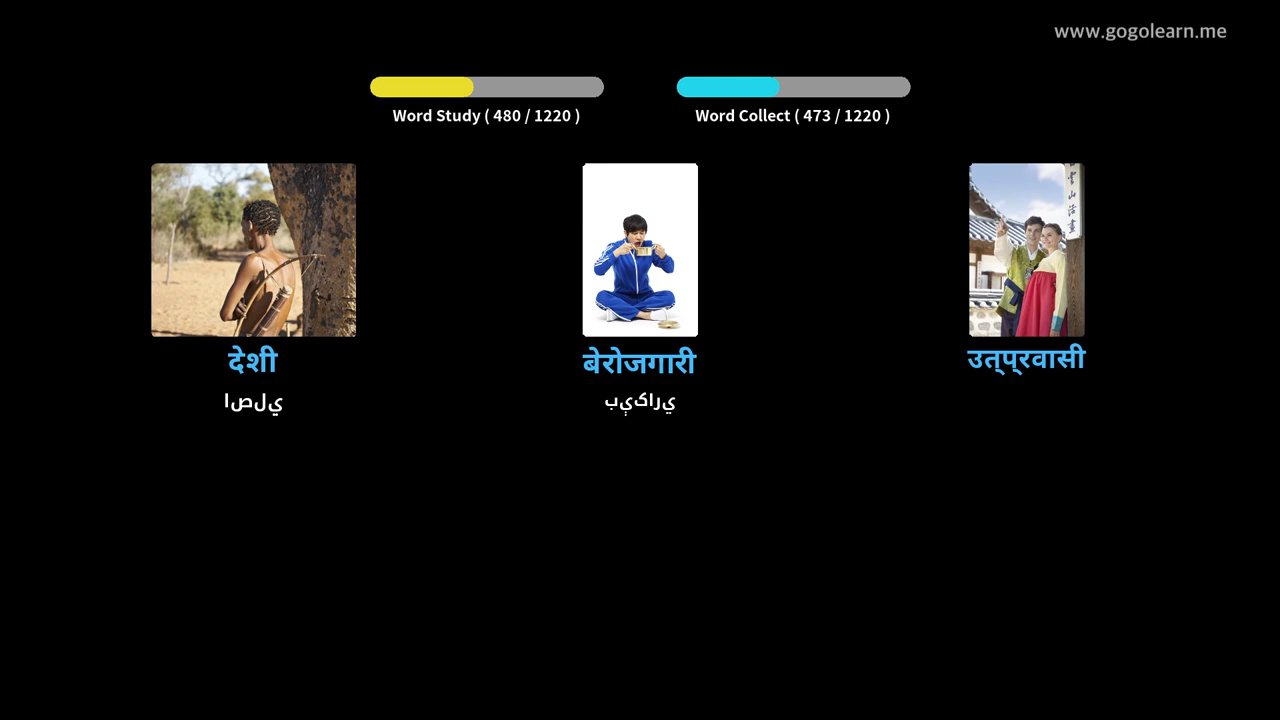 www.gogolearn.me
Word Study ( 480 / 1220 )
Word Collect ( 473 / 1220 )
देशी
बेरोजगारी
उत्प्रवासी
اصلي
بېکاري